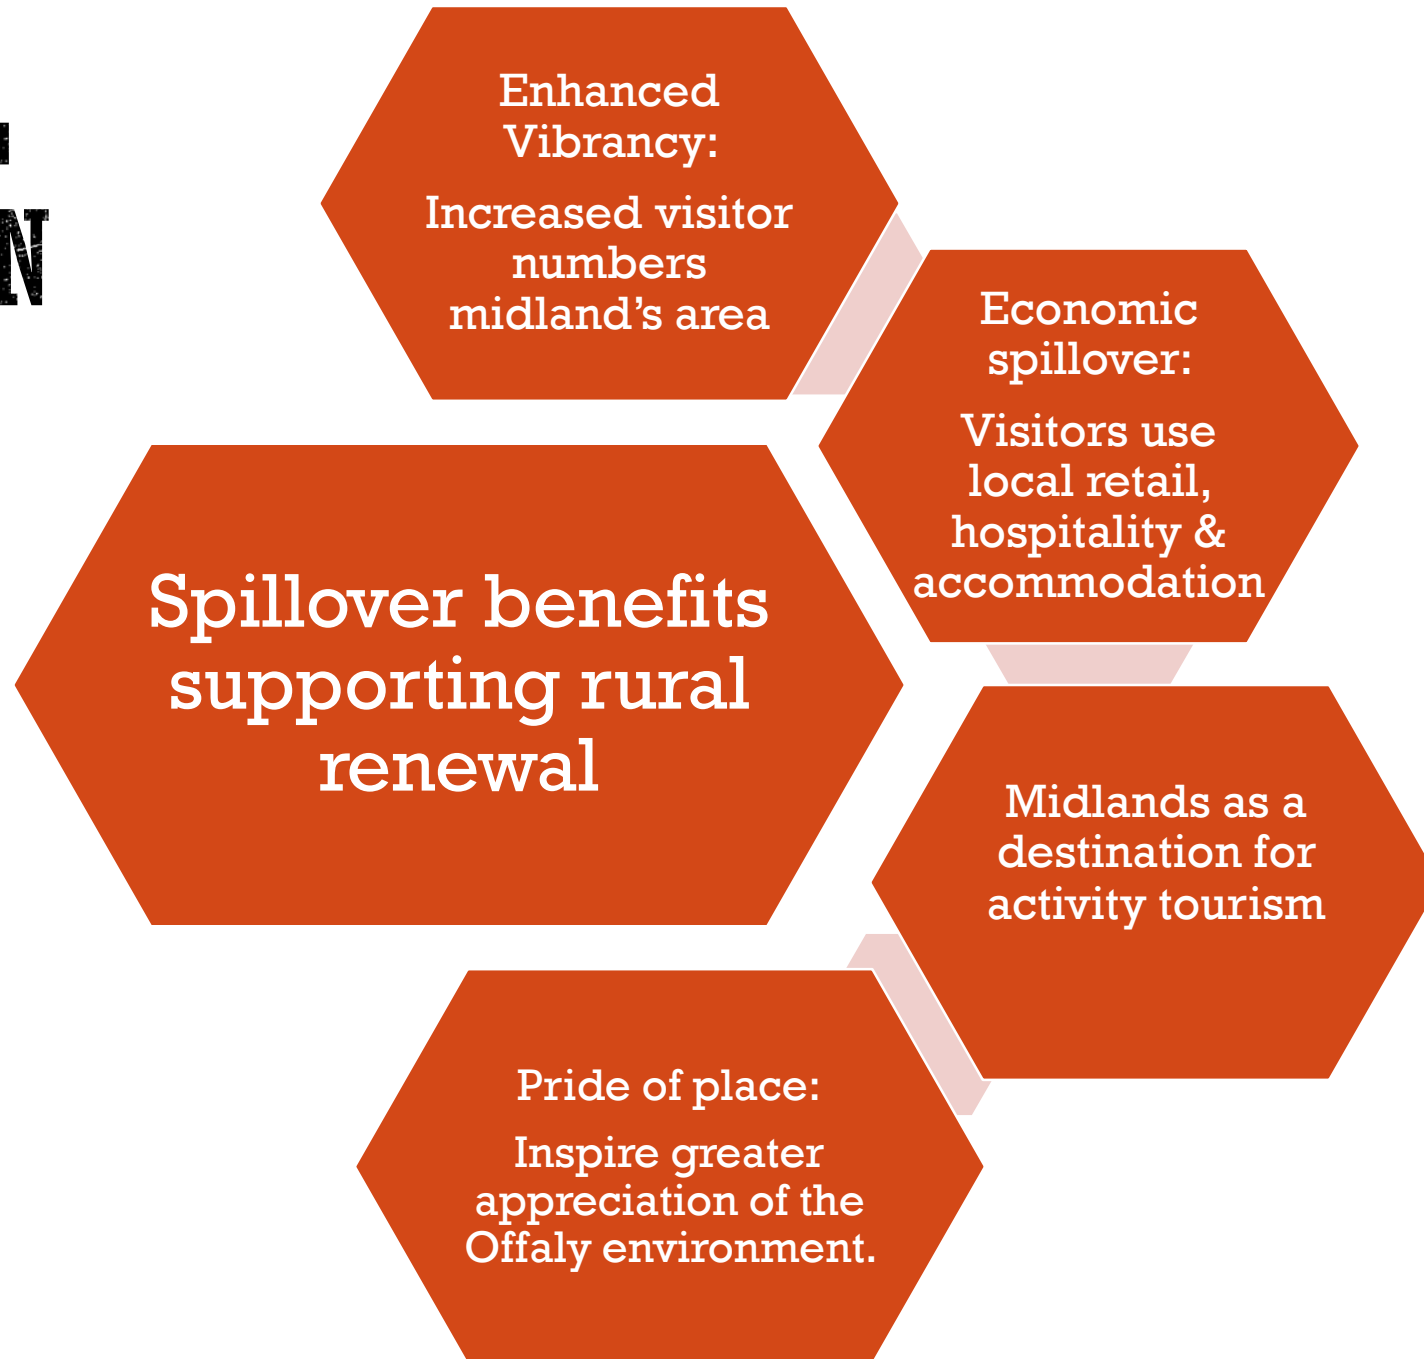 N
Enhanced
Vibrancy:
Increased visitor
numbers
midland's area
Economic
spillover:
Visitors use
local retail,
hospitality &
accommodation
Spillover benefits
supporting rural
renewal
Midlands as a
destination for
activity tourism
Pride of place:
Inspire greater
appreciation of the
Offaly environment.